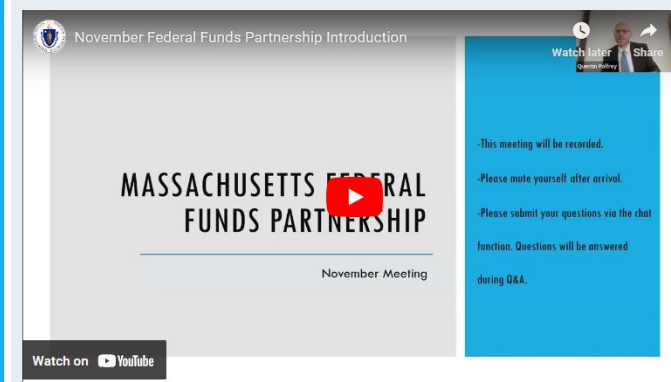 November Federal Funds Partnership Introduction
Watch later
Share
Quentin Palfrey
MASSACHUSETTS FEDERAL
FUNDS PARTNERSHIP
November Meeting
-This meeting will be recorded.
-Please mute yourself after arrival.
-Please submit your questions via the chat
function. Questions will be answered
during Q&A.
Watch on YouTube